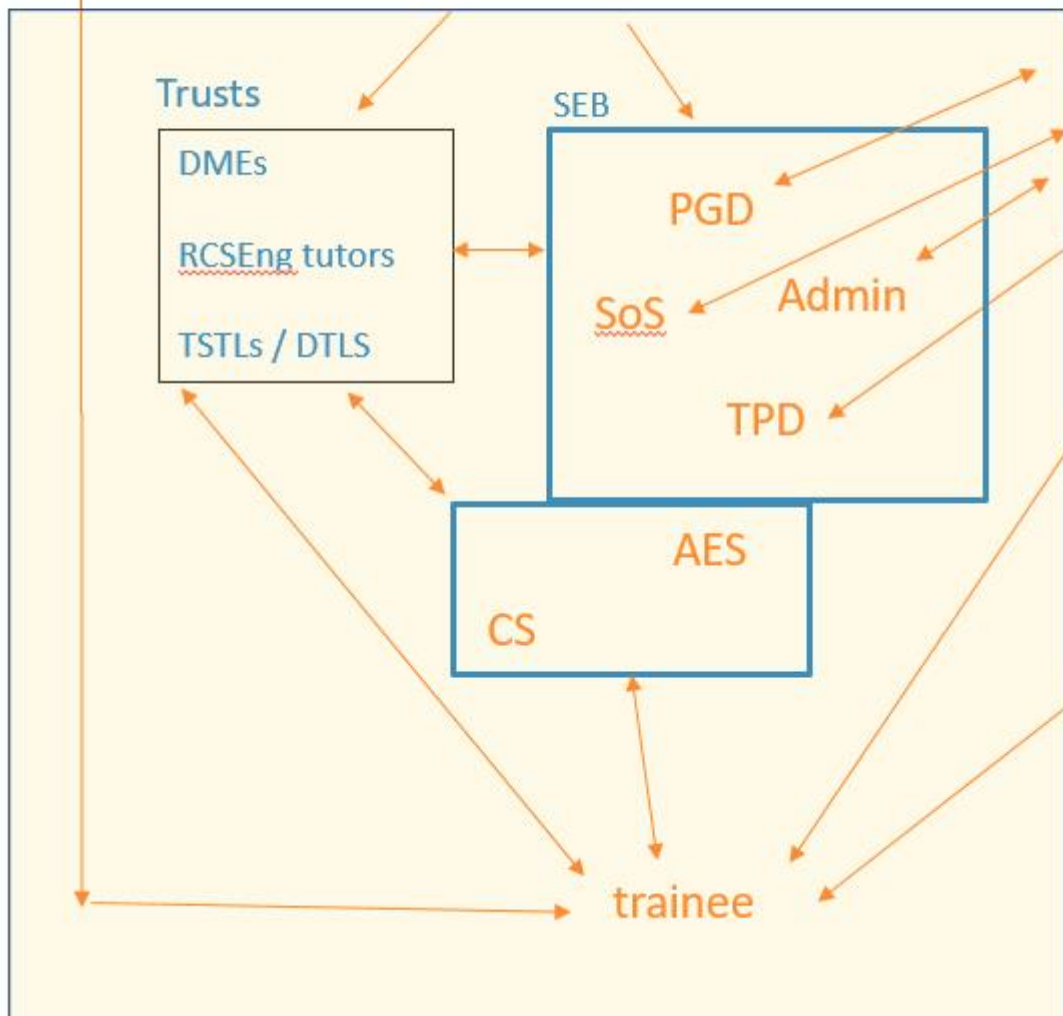 Trusts
DMEs
RCSEng tutors
TSTLs / DTLS
SEB
PGD
SoS
Admin
TPD
AES
CS
trainee